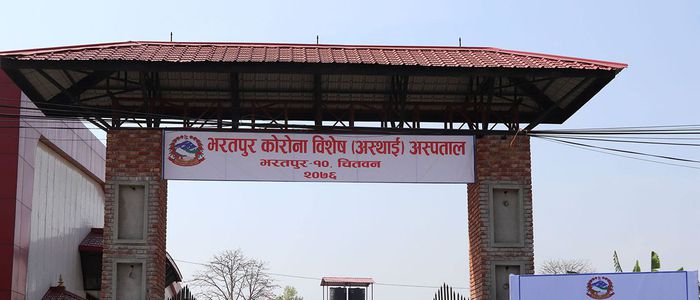 भरतपुर कोरोना विशेष (अस्थाई) अस्पताल
भरतपुर-१०, चितवन
२०७६